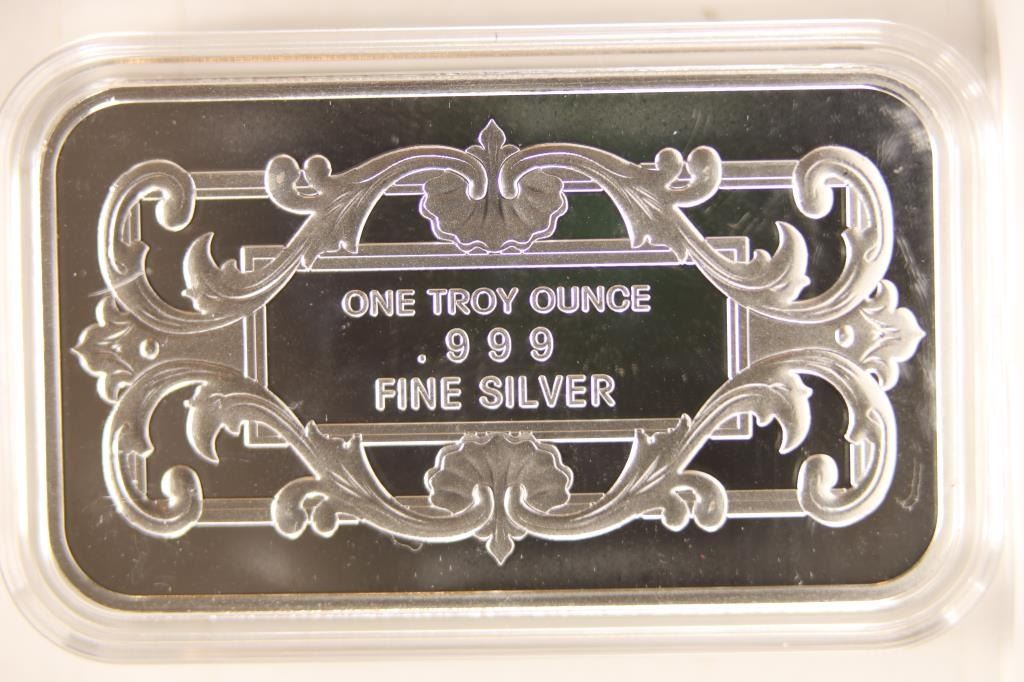 ONE TROY OUNCE
.999
FINE SILVER